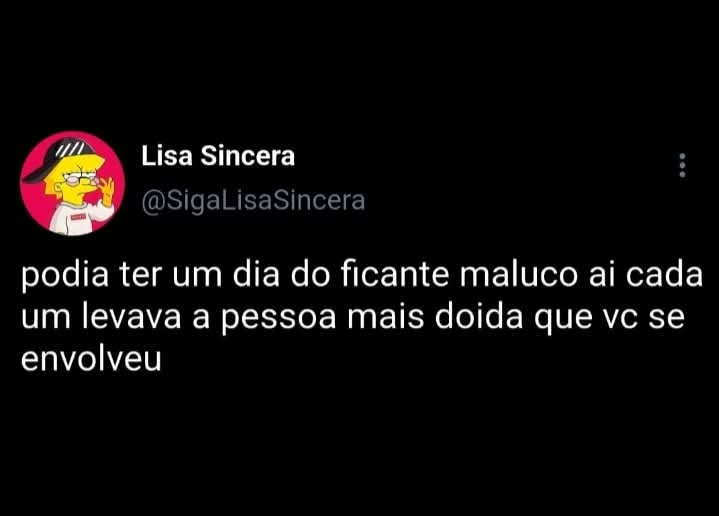 Lisa Sincera
@SigaLisaSincera
podia ter um dia do ficante maluco ai cada
um levava a pessoa mais doida que vc se
envolveu